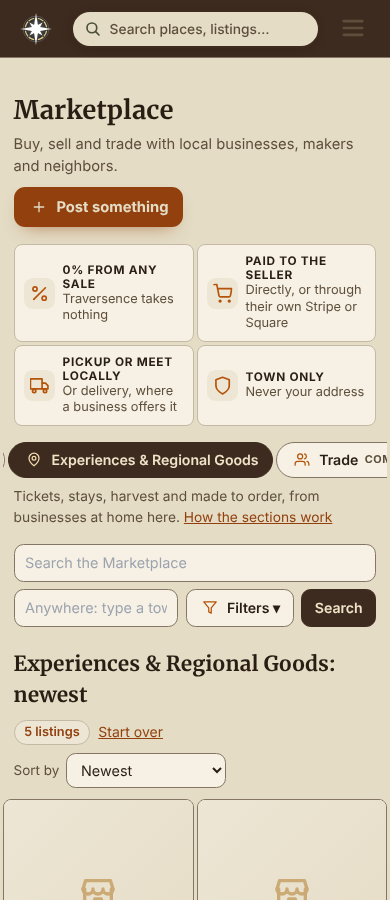 Search places, listings...
Marketplace
Buy, sell and trade with local businesses, makers
and neighbors.
+ Post something
0% FROM ANY
SALE
Traversence takes
nothing
PAID TO THE
SELLER
Directly, or through
their own Stripe or
Square
PICKUP OR MEET
LOCALLY
Or delivery, where
a business offers it
TOWN ONLY
Never your address
Experiences & Regional Goods
Trade
Tickets, stays, harvest and made to order, from
businesses at home here. How the sections work
Search the Marketplace
Anywhere: type a
Filters ▾
Search
Experiences & Regional Goods:
newest
5 listings
Start over
Sort by
Newest